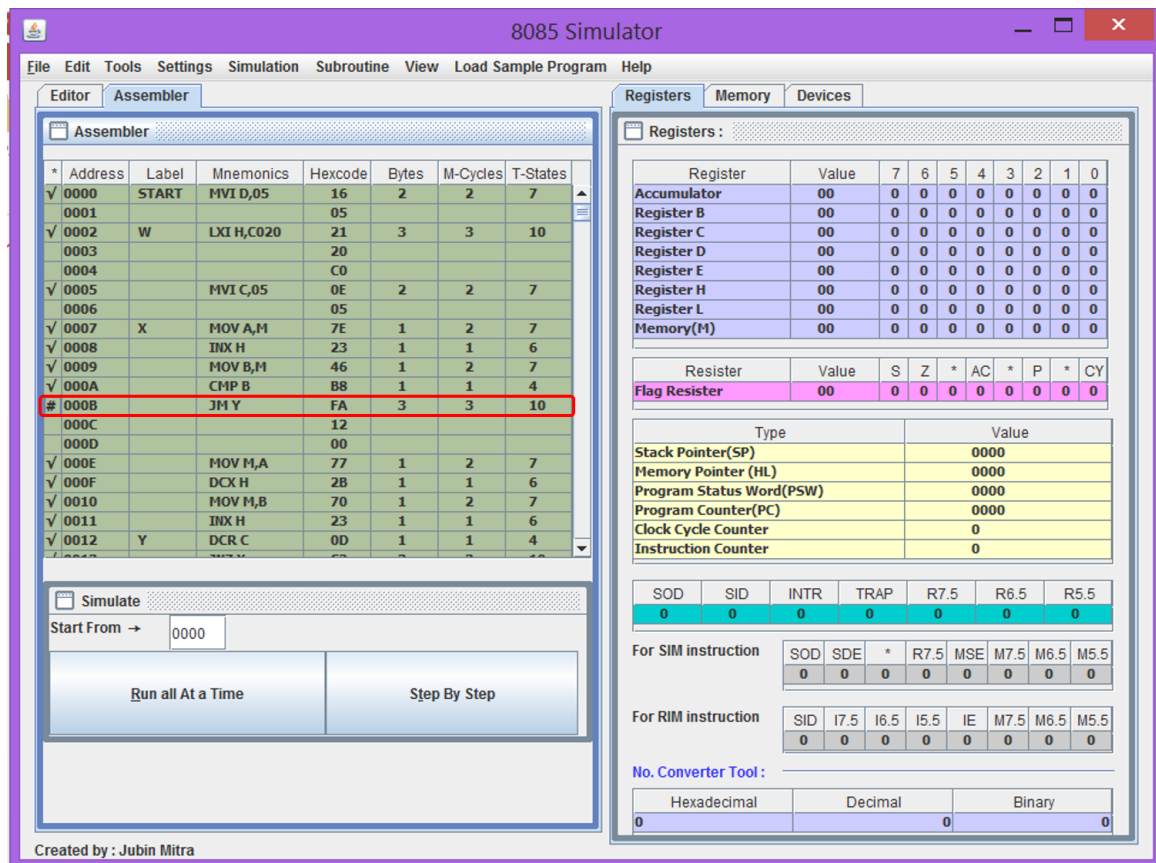 8085 Simulator
File Edit Tools Settings Simulation Subroutine View Load Sample Program Help
Editor Assembler
Assembler
* Address Label Mnemonics Hexcode Bytes M-Cycles T-States
√ 0000 START MVI D,05 16 2 2 7
0001 05
√ 0002 W LXI H,C020 21 3 3 10
0003 20
0004 C0
√ 0005 MVI C,05 0E 2 2 7
0006 05
√ 0007 X MOV A,M 7E 1 2 7
√ 0008 INX H 23 1 1 6
√ 0009 MOV B,M 46 1 2 7
√ 000A CMP B B8 1 1 4
# 000B JM Y FA 3 3 10
000C 12
000D 00
√ 000E MOV M,A 77 1 2 7
√ 000F DCX H 2B 1 1 6
√ 0010 MOV M,B 70 1 2 7
√ 0011 INX H 23 1 1 6
√ 0012 Y DCR C 0D 1 1 4
Simulate
Start From → 0000
Run all At a Time Step By Step
Created by : Jubin Mitra
Registers Memory Devices
Registers :
Register Value 7 6 5 4 3 2 1 0
Accumulator 00 0 0 0 0 0 0 0 0
Register B 00 0 0 0 0 0 0 0 0
Register C 00 0 0 0 0 0 0 0 0
Register D 00 0 0 0 0 0 0 0 0
Register E 00 0 0 0 0 0 0 0 0
Register H 00 0 0 0 0 0 0 0 0
Register L 00 0 0 0 0 0 0 0 0
Memory(M) 00 0 0 0 0 0 0 0 0
Resister Value S Z * AC * P * CY
Flag Resister 00 0 0 0 0 0 0 0 0
Type Value
Stack Pointer(SP) 0000
Memory Pointer (HL) 0000
Program Status Word(PSW) 0000
Program Counter(PC) 0000
Clock Cycle Counter 0
Instruction Counter 0
SOD SID INTR TRAP R7.5 R6.5 R5.5
0 0 0 0 0 0 0
For SIM instruction SOD SDE * R7.5 MSE M7.5 M6.5 M5.5
0 0 0 0 0 0 0 0
For RIM instruction SID I7.5 I6.5 I5.5 IE M7.5 M6.5 M5.5
0 0 0 0 0 0 0 0
No. Converter Tool :
Hexadecimal Decimal Binary
0 0 0